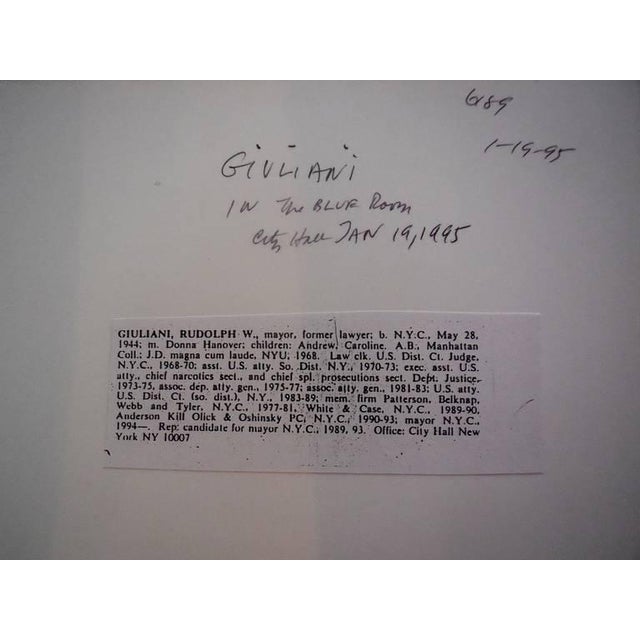 6189
1-19-95
GIULIANI
IN The BLUE Room
City Hall JAN 19, 1995
GIULIANI, RUDOLPH W., mayor, former lawyer; b. N.Y.C., May 28,
1944; m. Donna Hanover; children: Andrew, Caroline. A.B., Manhattan
Coll.; J.D. magna cum laude, NYU, 1968. Law clk. U.S. Dist. Ct. Judge,
N.Y.C., 1968-70; asst. U.S. atty. So. Dist. N.Y., 1970-73; exec. asst. U.S.
atty., chief narcotics sect., and chief spl. prosecutions sect. Dept. Justice,
1973-75, assoc. dep. atty. gen., 1975-77; assoc. atty. gen., 1981-83; U.S. atty.
U.S. Dist. Ct. (so. dist.), N.Y., 1983-89; mem. firm Patterson, Belknap,
Webb and Tyler, N.Y.C., 1977-81, White & Case, N.Y.C., 1989-90,
Anderson Kill Olick & Oshinsky PC, N.Y.C., 1990-93; mayor N.Y.C.,
1994—. Rep. candidate for mayor N.Y.C., 1989, 93. Office: City Hall New
York NY 10007